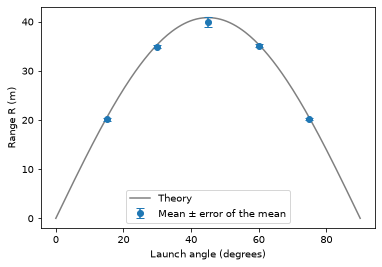 40
30
20
10
0
Range R (m)
Theory
Mean ± error of the mean
0 20 40 60 80
Launch angle (degrees)